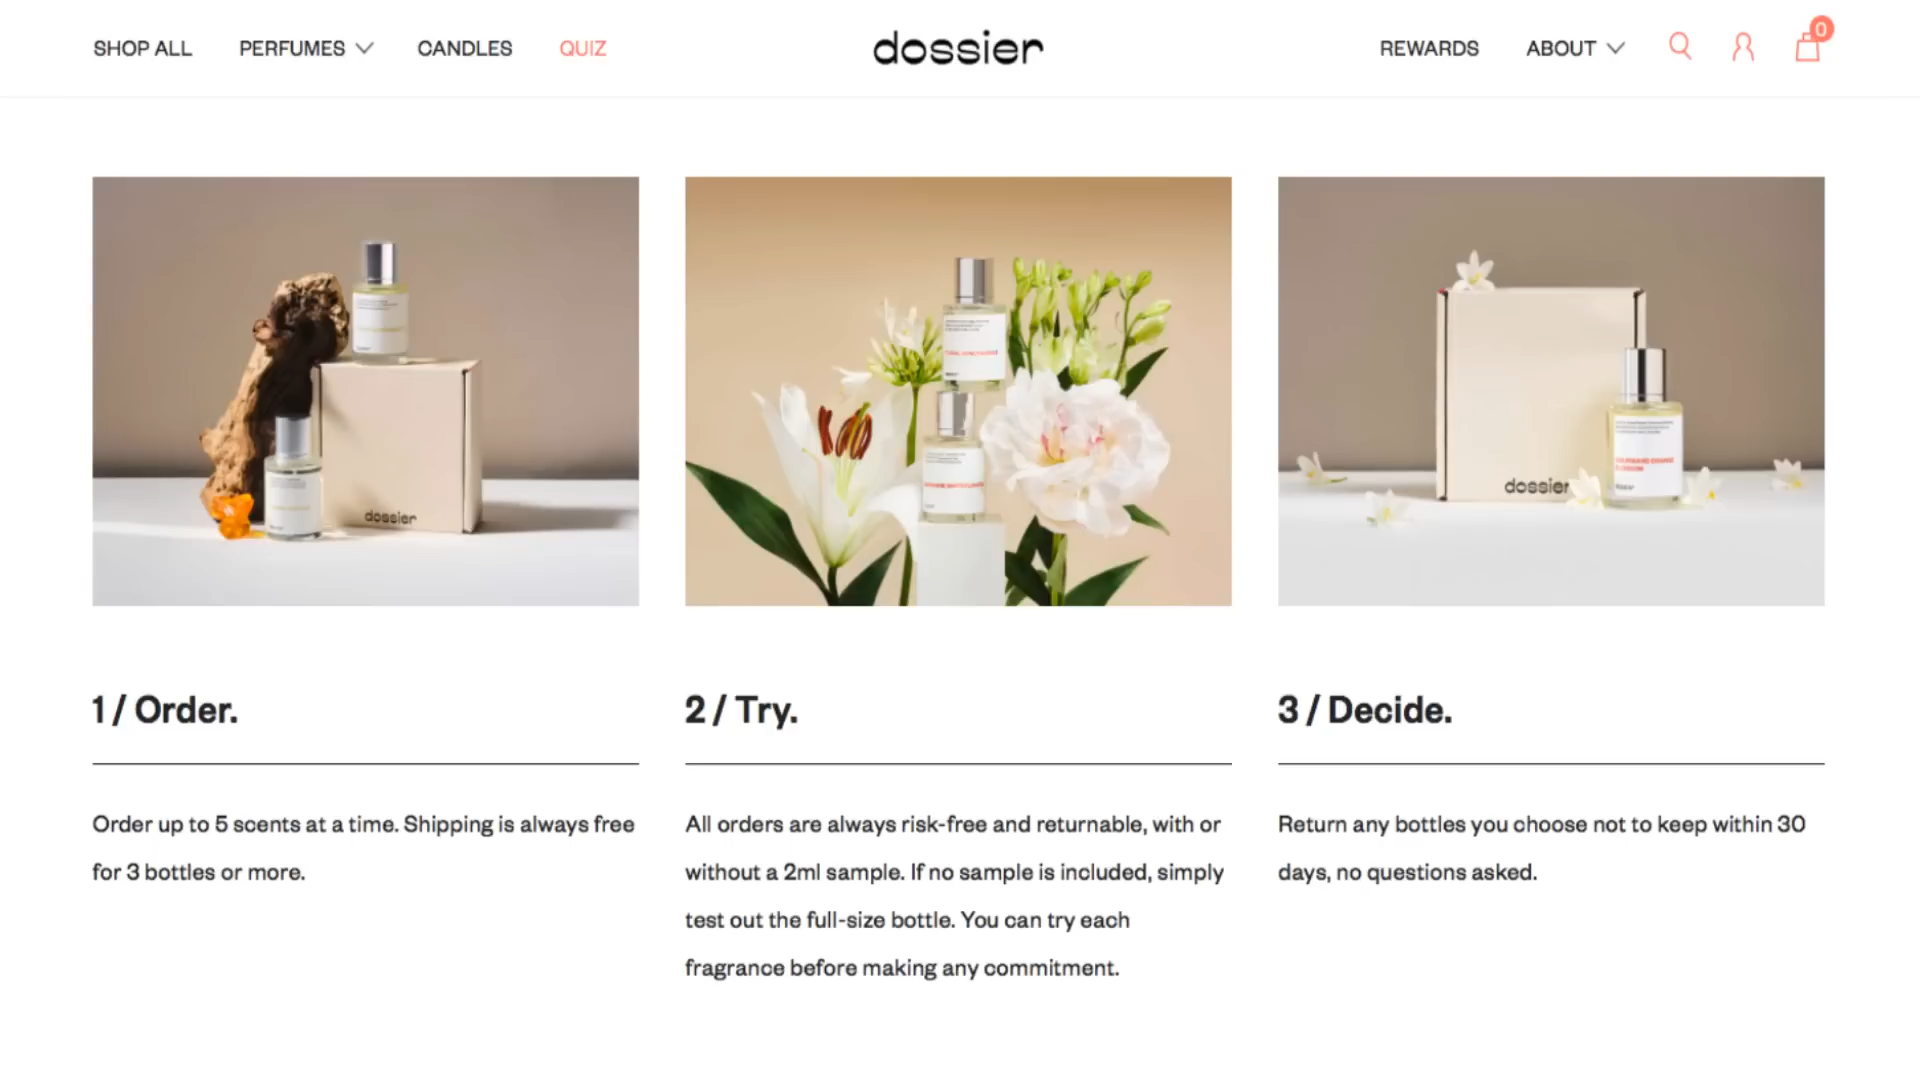 SHOP ALL
PERFUMES
CANDLES
QUIZ
dossier
REWARDS
ABOUT
0
dossier
dossier
1 / Order.
Order up to 5 scents at a time. Shipping is always free
for 3 bottles or more.
2 / Try.
All orders are always risk-free and returnable, with or
without a 2ml sample. If no sample is included, simply
test out the full-size bottle. You can try each
fragrance before making any commitment.
3 / Decide.
Return any bottles you choose not to keep within 30
days, no questions asked.